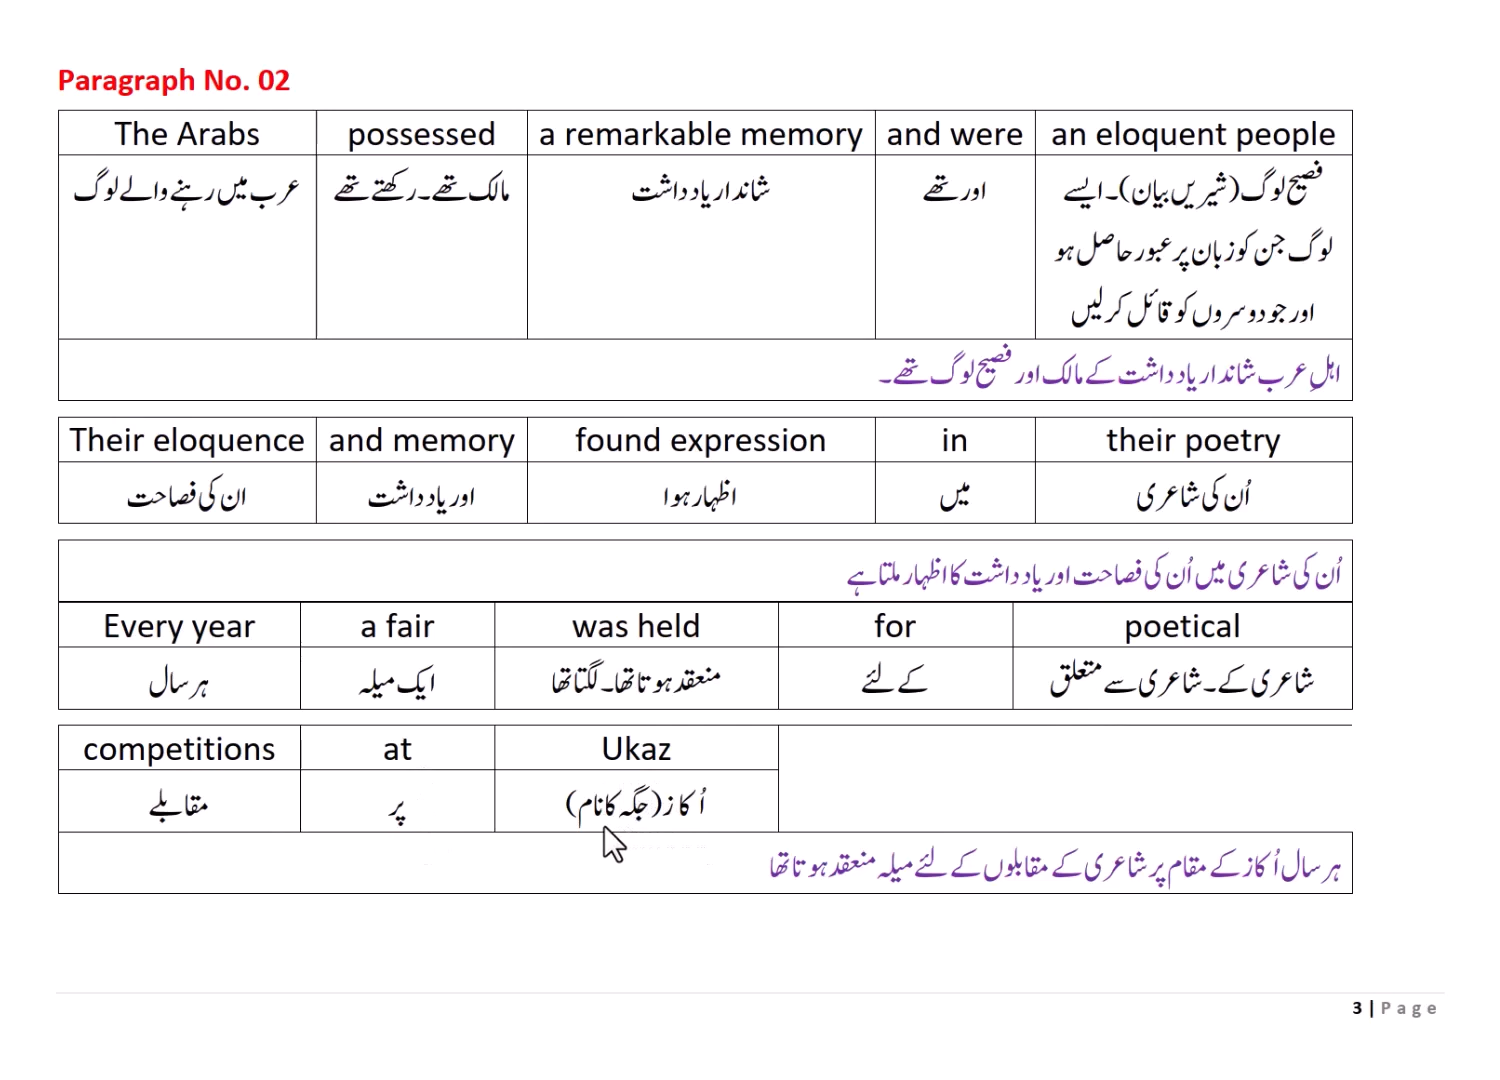 Paragraph No. 02
The Arabs possessed a remarkable memory and were an eloquent people
عرب میں رہنے والے لوگ مالک تھے۔رکھتے تھے شاندار یادداشت اور تھے فصیح لوگ (شیریں بیان)۔ایسے
لوگ جن کو زبان پر عبور حاصل ہو
اور جو دوسروں کو قائل کرلیں
اہلِ عرب شاندار یادداشت کے مالک اور فصیح لوگ تھے۔
Their eloquence and memory found expression in their poetry
ان کی فصاحت اور یادداشت اظہار ہوا میں اُن کی شاعری
اُن کی شاعری میں اُن کی فصاحت اور یادداشت کا اظہار ملتا ہے
Every year a fair was held for poetical
ہر سال ایک میلہ منعقد ہوتا تھا۔لگتا تھا کے لئے شاعری کے۔شاعری سے متعلق
competitions at Ukaz
مقابلے پر اُکاز (جگہ کا نام)
ہر سال اُکاز کے مقام پر شاعری کے مقابلوں کے لئے میلہ منعقد ہوتا تھا
3 | Page